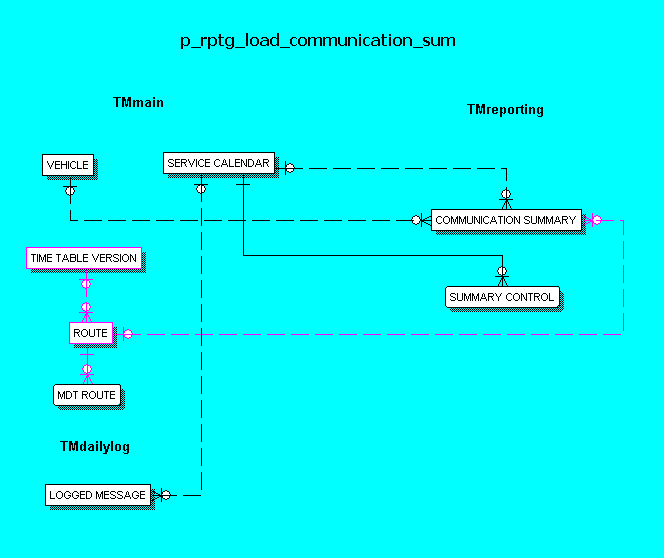 p_rptg_load_communication_sum
TMmain
TMreporting
VEHICLE
SERVICE CALENDAR
COMMUNICATION SUMMARY
TIME TABLE VERSION
SUMMARY CONTROL
ROUTE
MDT ROUTE
TMdailylog
LOGGED MESSAGE